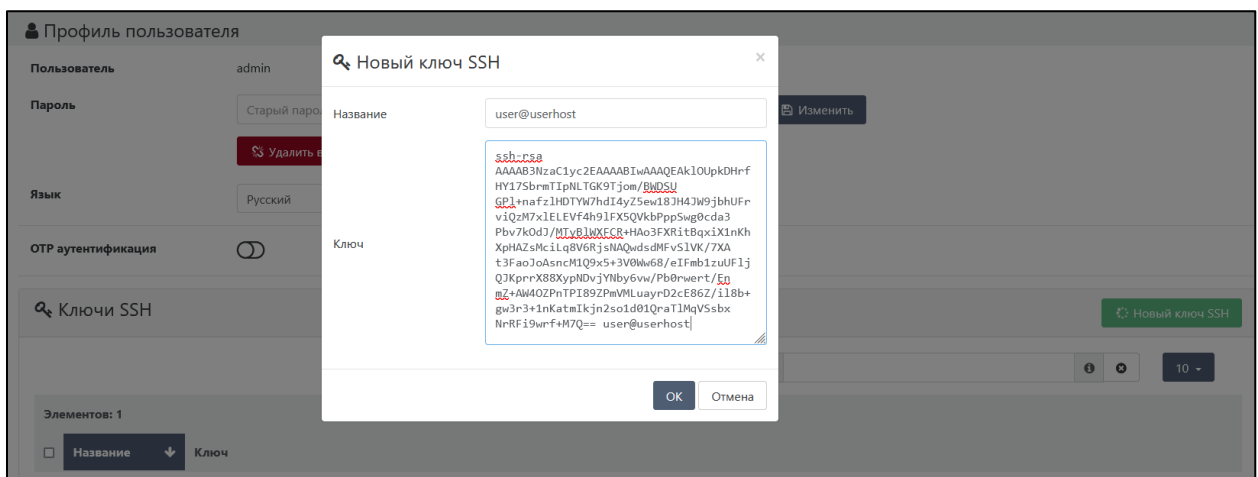 Профиль пользователя
Пользователь admin
Пароль Старый паро Изменить
Удалить в
Язык Русский
OTP аутентификация
Ключи SSH
Новый ключ SSH
10
Элементов: 1
Название Ключ
Новый ключ SSH ×
Название user@userhost
Ключ
ssh-rsa
AAAAB3NzaC1yc2EAAAABIwAAAQEAklOUpkDHrf
HY17SbrmTIpNLTGK9Tjom/BWDSU
GPl+nafzlHDTYW7hdI4yZ5ew18JH4JW9jbhUFr
viQzM7xlELEVf4h9lFX5QVkbPppSwg0cda3
Pbv7kOdJ/MTyBlWXFCR+HAo3FXRitBqxiX1nKh
XpHAZsMciLq8V6RjsNAQwdsdMFvSlVK/7XA
t3FaoJoAsncM1Q9x5+3V0Ww68/eIFmb1zuUFlj
QJKprrX88XypNDvjYNby6vw/Pb0rwert/En
mZ+AW4OZPnTPI89ZPmVMLuayrD2cE86Z/il8b+
gw3r3+1nKatmIkjn2so1d01QraTlMqVSsbx
NrRFi9wrf+M7Q== user@userhost
OK Отмена